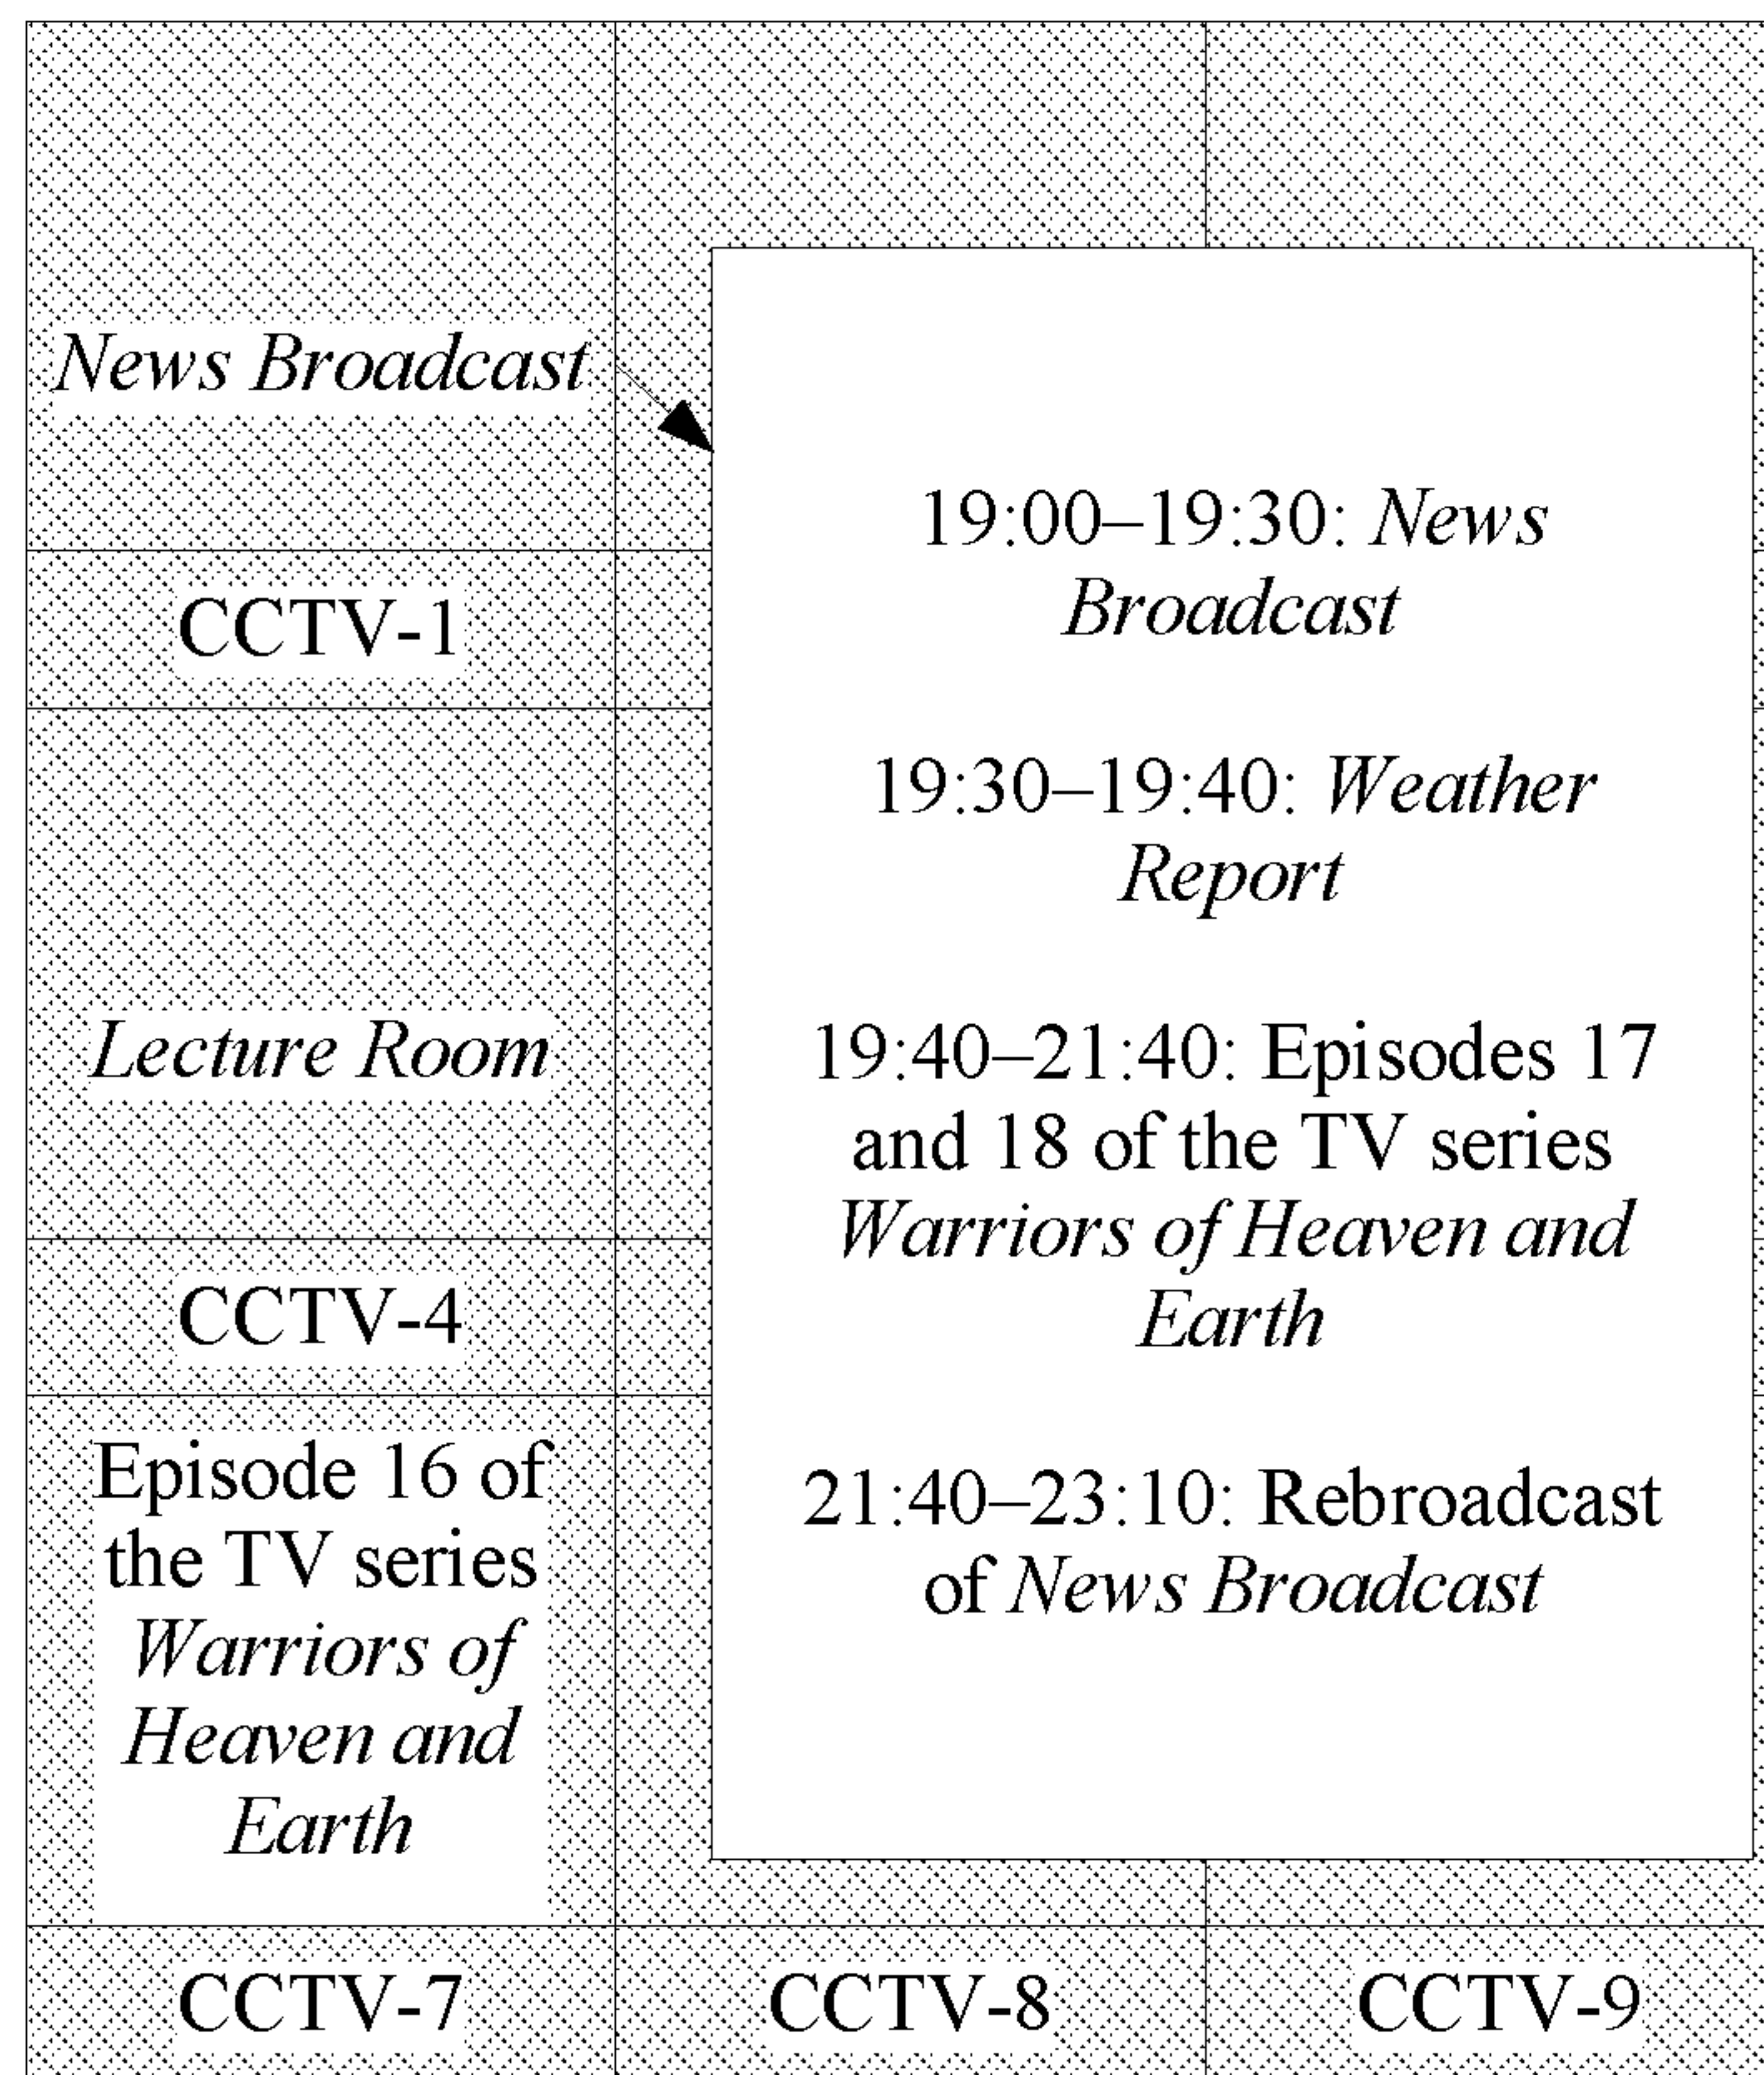 News Broadcast
CCTV-1
Lecture Room
CCTV-4
Episode 16 of
the TV series
Warriors of
Heaven and
Earth
CCTV-7
19:00–19:30: News
Broadcast
19:30–19:40: Weather
Report
19:40–21:40: Episodes 17
and 18 of the TV series
Warriors of Heaven and
Earth
21:40–23:10: Rebroadcast
of News Broadcast
CCTV-8
CCTV-9